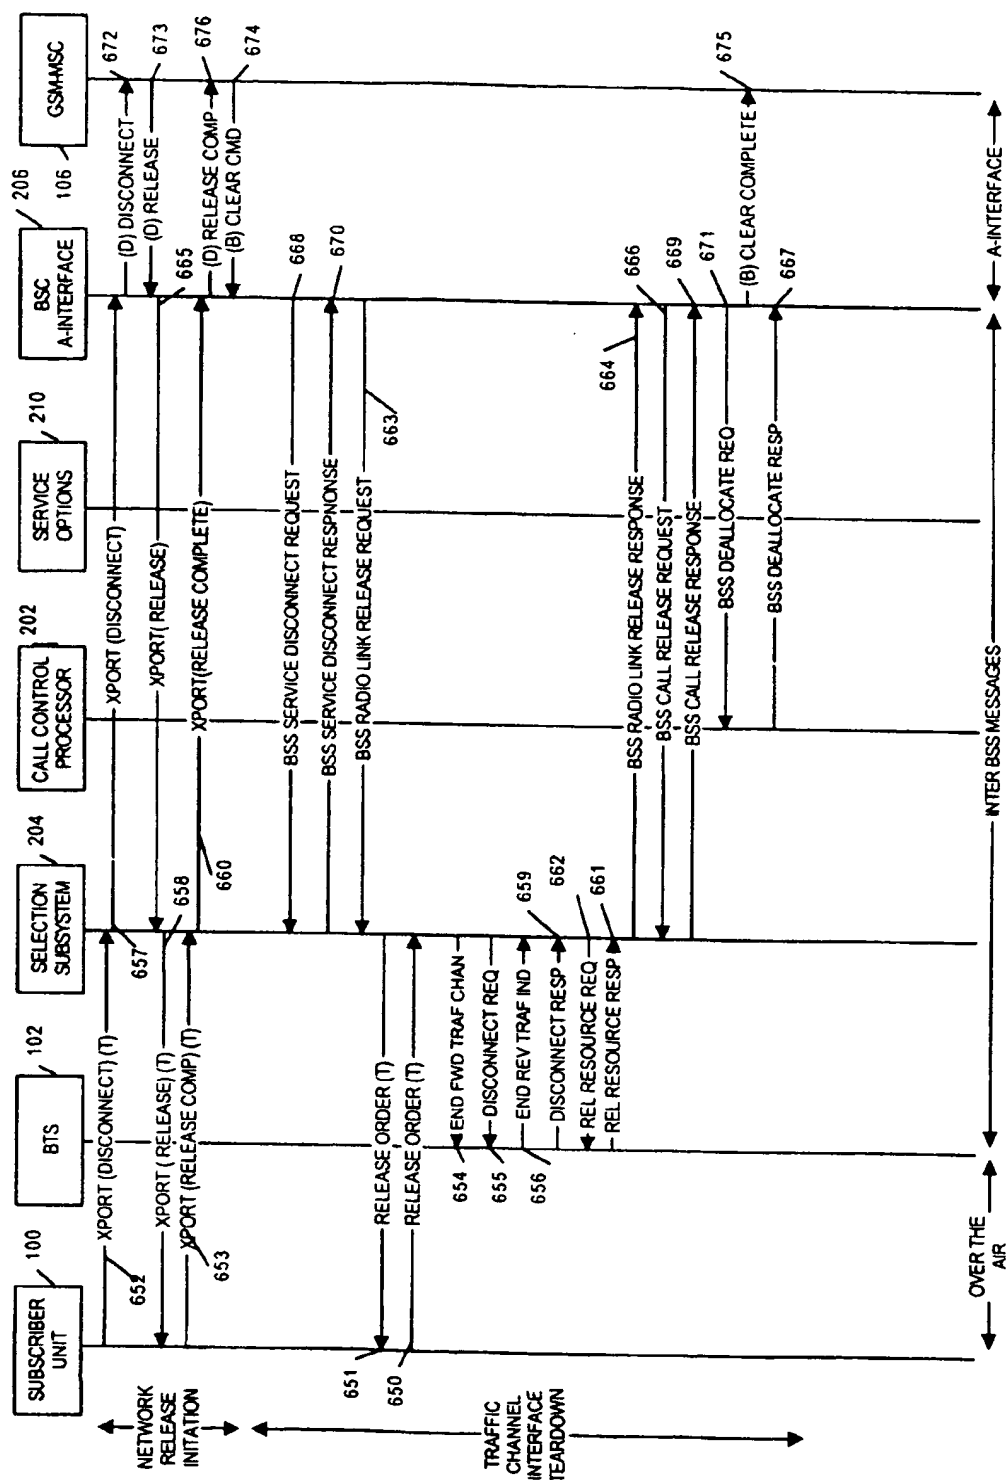 SUBSCRIBER
UNIT
100
BTS
102
SELECTION
SUBSYSTEM
204
CALL CONTROL
PROCESSOR
202
SERVICE
OPTIONS
210
BSC
A-INTERFACE
206
GSM-MSC
106
NETWORK
RELEASE
INITATION
XPORT (DISCONNECT) (T)
652
657
XPORT (DISCONNECT)
(D) DISCONNECT
672
(D) RELEASE
673
XPORT( RELEASE)
665
XPORT ( RELEASE) (T)
658
XPORT (RELEASE COMP) (T)
653
XPORT(RELEASE COMPLETE)
660
(D) RELEASE COMP
676
(B) CLEAR CMD
674
TRAFFIC
CHANNEL
INTERFACE
TEARDOWN
BSS SERVICE DISCONNECT REQUEST
668
BSS SERVICE DISCONNECT RESPNONSE
670
BSS RADIO LINK RELEASE REQUEST
663
RELEASE ORDER (T)
651
RELEASE ORDER (T)
650
END FWD TRAF CHAN
654
DISCONNECT REQ
655
END REV TRAF IND
656
DISCONNECT RESP
659
REL RESOURCE REQ
662
REL RESOURCE RESP
661
BSS RADIO LINK RELEASE RESPONSE
664
BSS CALL RELEASE REQUEST
666
BSS CALL RELEASE RESPONSE
669
BSS DEALLOCATE REQ
671
(B) CLEAR COMPLETE
675
BSS DEALLOCATE RESP
667
OVER THE
AIR
INTER BSS MESSAGES
A-INTERFACE